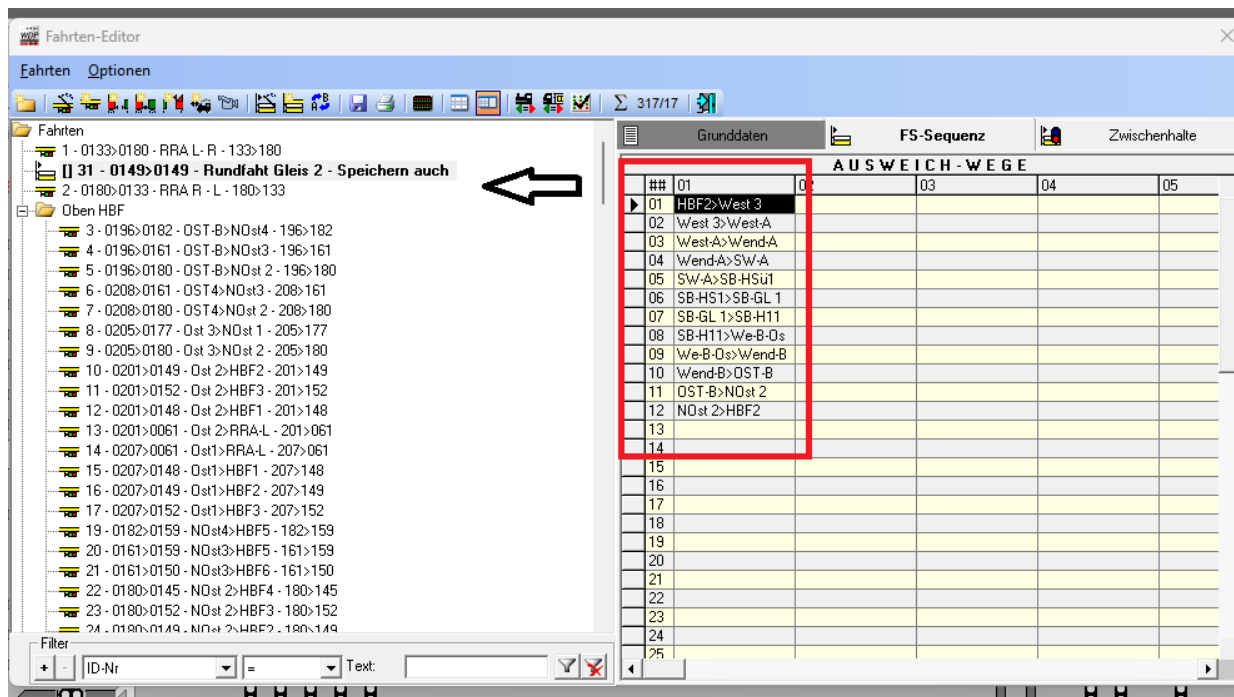 WDP Fahrten-Editor
Fahrten Optionen
Σ 317/17
Fahrten
1 - 0133>0180 - RRA L- R - 133>180
[] 31 - 0149>0149 - Rundfaht Gleis 2 - Speichern auch
2 - 0180>0133 - RRA R - L - 180>133
Oben HBF
3 - 0196>0182 - OST-B>NOst4 - 196>182
4 - 0196>0161 - OST-B>NOst3 - 196>161
5 - 0196>0180 - OST-B>NOst 2 - 196>180
6 - 0208>0161 - OST4>NOst3 - 208>161
7 - 0208>0180 - OST4>NOst 2 - 208>180
8 - 0205>0177 - Ost 3>NOst 1 - 205>177
9 - 0205>0180 - Ost 3>NOst 2 - 205>180
10 - 0201>0149 - Ost 2>HBF2 - 201>149
11 - 0201>0152 - Ost 2>HBF3 - 201>152
12 - 0201>0148 - Ost 2>HBF1 - 201>148
13 - 0201>0061 - Ost 2>RRA-L - 201>061
14 - 0207>0061 - Ost1>RRA-L - 207>061
15 - 0207>0148 - Ost1>HBF1 - 207>148
16 - 0207>0149 - Ost1>HBF2 - 207>149
17 - 0207>0152 - Ost1>HBF3 - 207>152
19 - 0182>0159 - NOst4>HBF5 - 182>159
20 - 0161>0159 - NOst3>HBF5 - 161>159
21 - 0161>0150 - NOst3>HBF6 - 161>150
22 - 0180>0145 - NOst 2>HBF4 - 180>145
23 - 0180>0152 - NOst 2>HBF3 - 180>152
24 - 0180>0149 - NOst 2>HBF2 - 180>149
Filter
+ - ID-Nr = Text:
Grunddaten FS-Sequenz Zwischenhalte
AUSWEICH-WEGE
## 01 02 03 04 05
01 HBF2>West 3
02 West 3>West-A
03 West-A>Wend-A
04 Wend-A>SW-A
05 SW-A>SB-HSü1
06 SB-HS1>SB-GL 1
07 SB-GL 1>SB-H11
08 SB-H11>We-B-Os
09 We-B-Os>Wend-B
10 Wend-B>OST-B
11 OST-B>NOst 2
12 NOst 2>HBF2
13
14
15
16
17
18
19
20
21
22
23
24
25